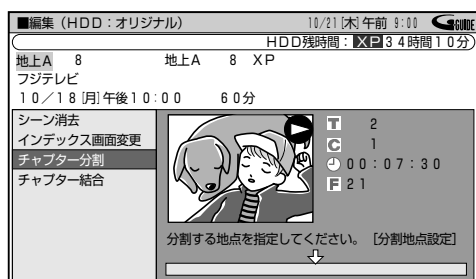 ■編集（HDD：オリジナル） 10/21[木]午前 9:00 G GUIDE
HDD残時間：XP34時間10分)
地上A 8 地上A 8 XP
フジテレビ
10／18[月]午後10:00 60分
シーン消去
インデックス画面変更
チャプター分割
チャプター結合
T 2
C 1
00:07:30
F 21
分割する地点を指定してください。［分割地点設定］